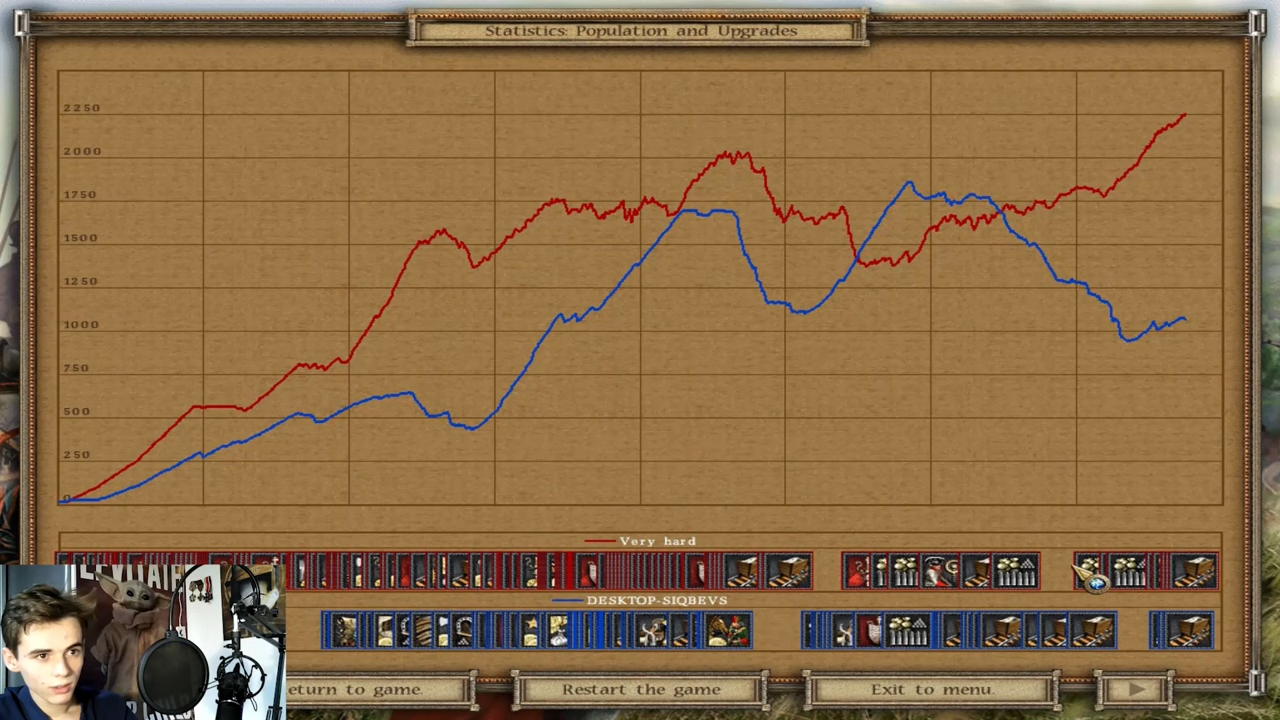 Statistics: Population and Upgrades
2250
2000
1750
1500
1250
1000
750
500
250
0
Very hard
DESKTOP-SIQBEVS
eturn to game.
Restart the game
Exit to menu.